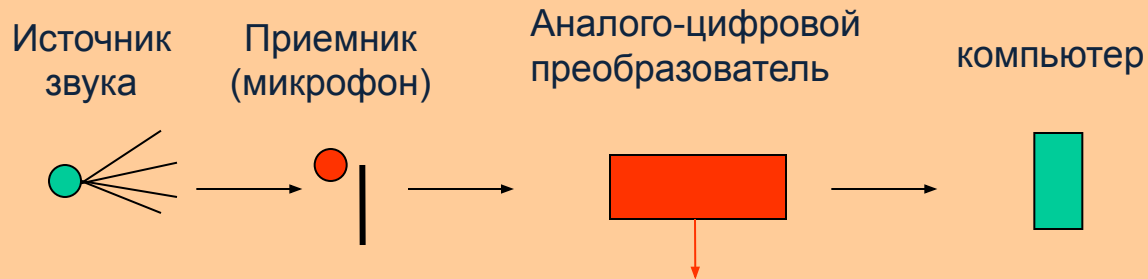 Источник
звука
Приемник
(микрофон)
Аналого-цифровой
преобразователь
компьютер